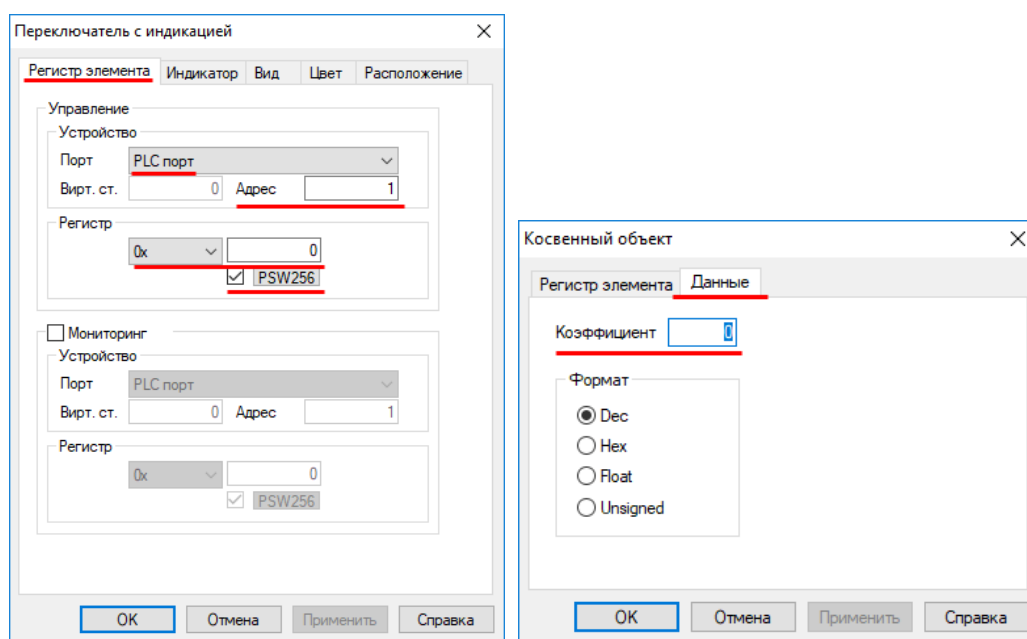 Переключатель с индикацией
Регистр элемента Индикатор Вид Цвет Расположение
Управление
Устройство
Порт PLC порт
Вирт. ст. 0 Адрес 1
Регистр
0x 0
PSW256
Мониторинг
Устройство
Порт PLC порт
Вирт. ст. 0 Адрес 1
Регистр
0x 0
PSW256
OK Отмена Применить Справка
Косвенный объект
Регистр элемента Данные
Коэффициент 0
Формат
Dec
Hex
Float
Unsigned
OK Отмена Применить Справка